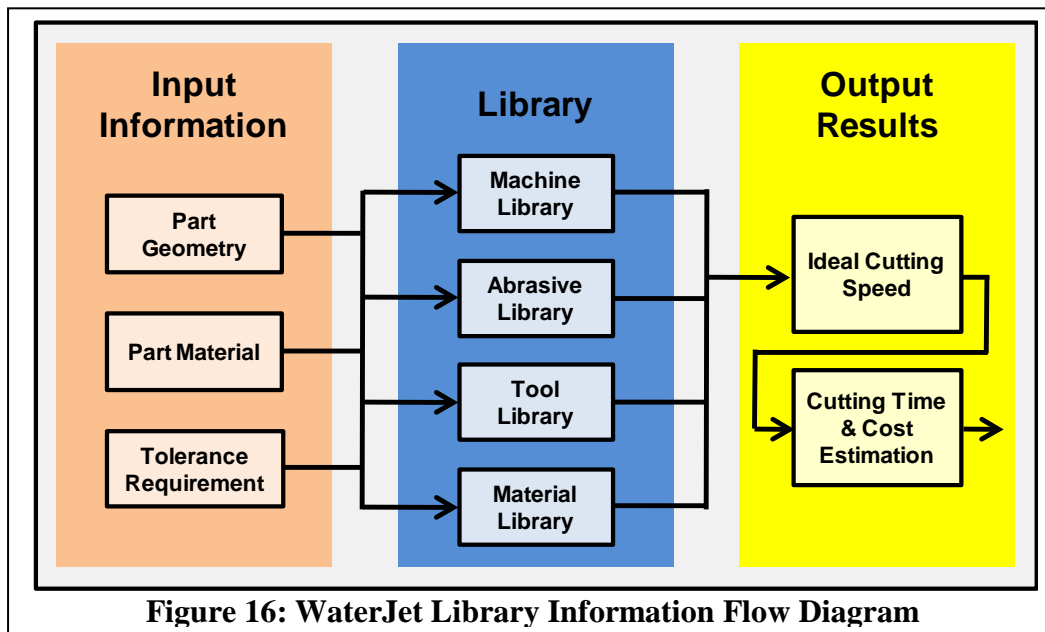 Input
Information
Library
Output
Results
Part
Geometry
Part Material
Tolerance
Requirement
Machine
Library
Abrasive
Library
Tool
Library
Material
Library
Ideal Cutting
Speed
Cutting Time
& Cost
Estimation
Figure 16: WaterJet Library Information Flow Diagram